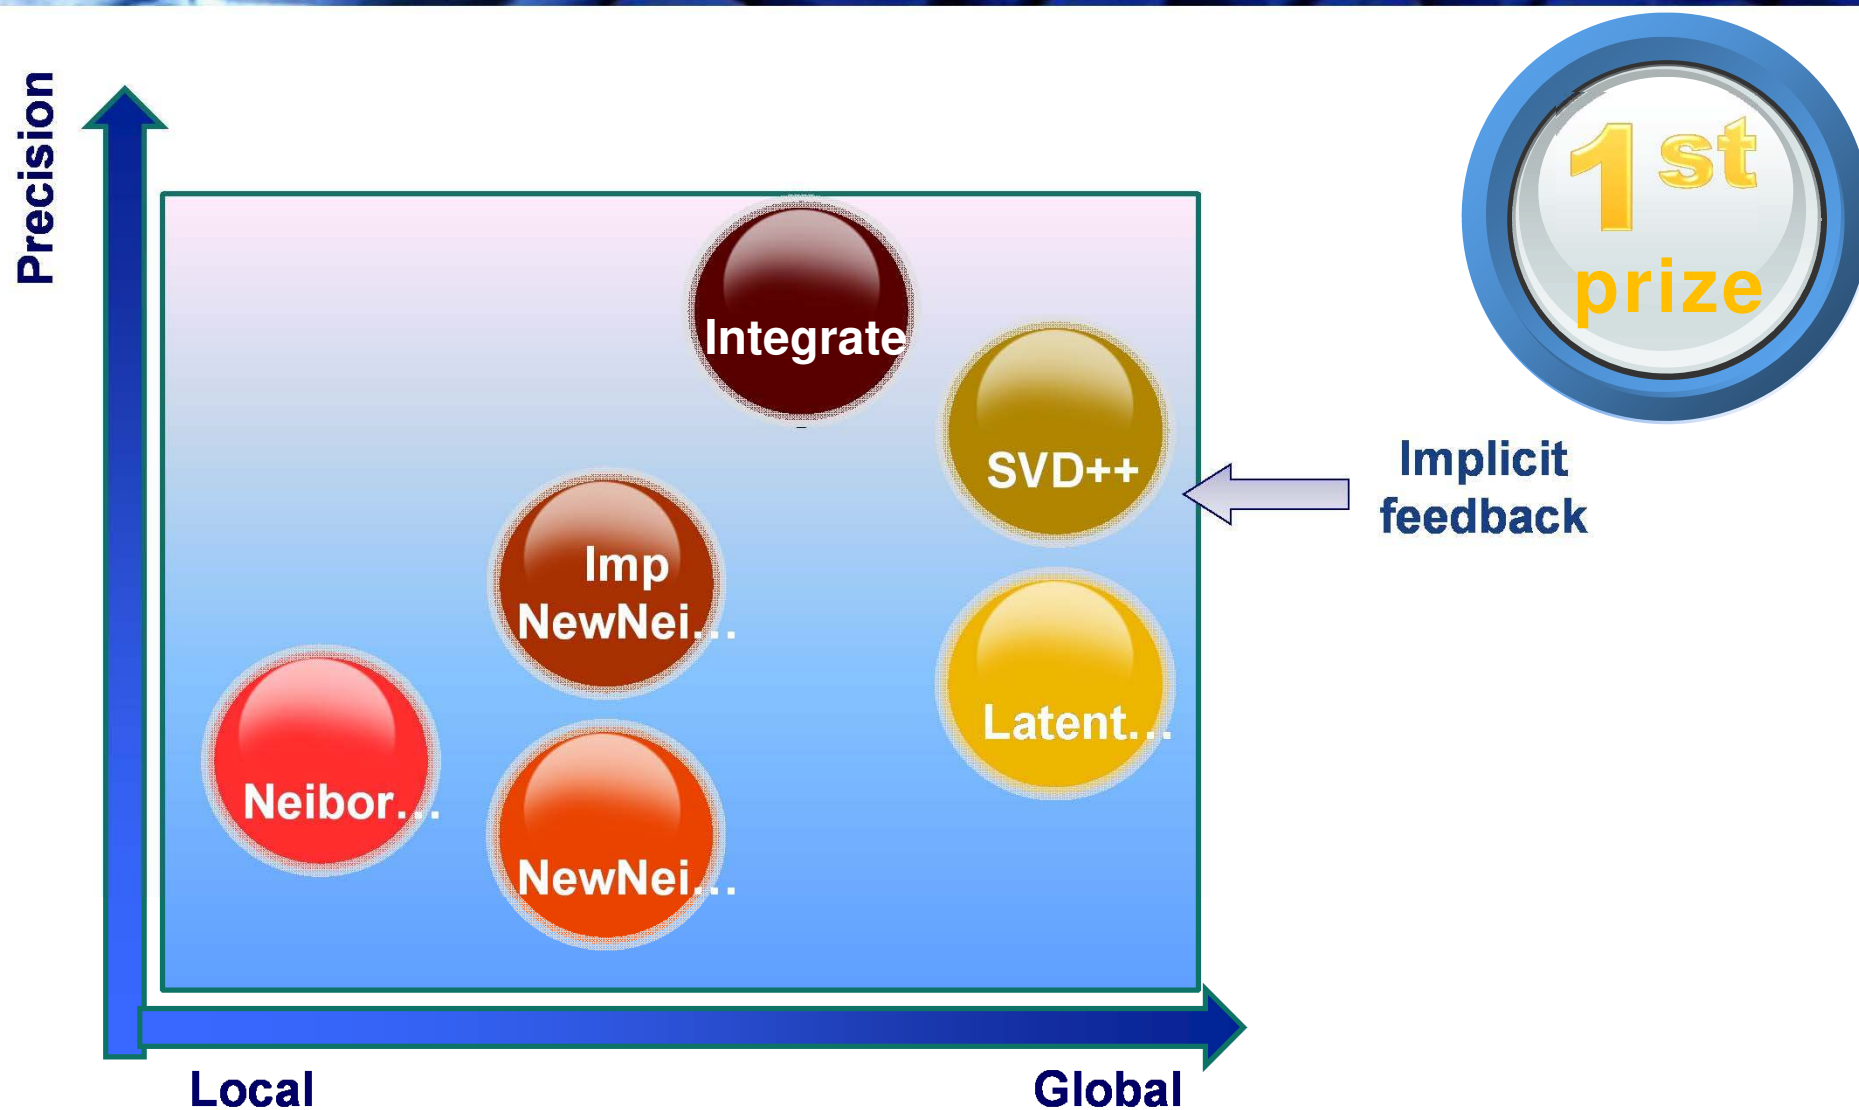 Precision
1st
prize
Integrate
SVD++
Implicit
feedback
Imp
NewNei...
Latent...
Neibor...
NewNei...
Local
Global